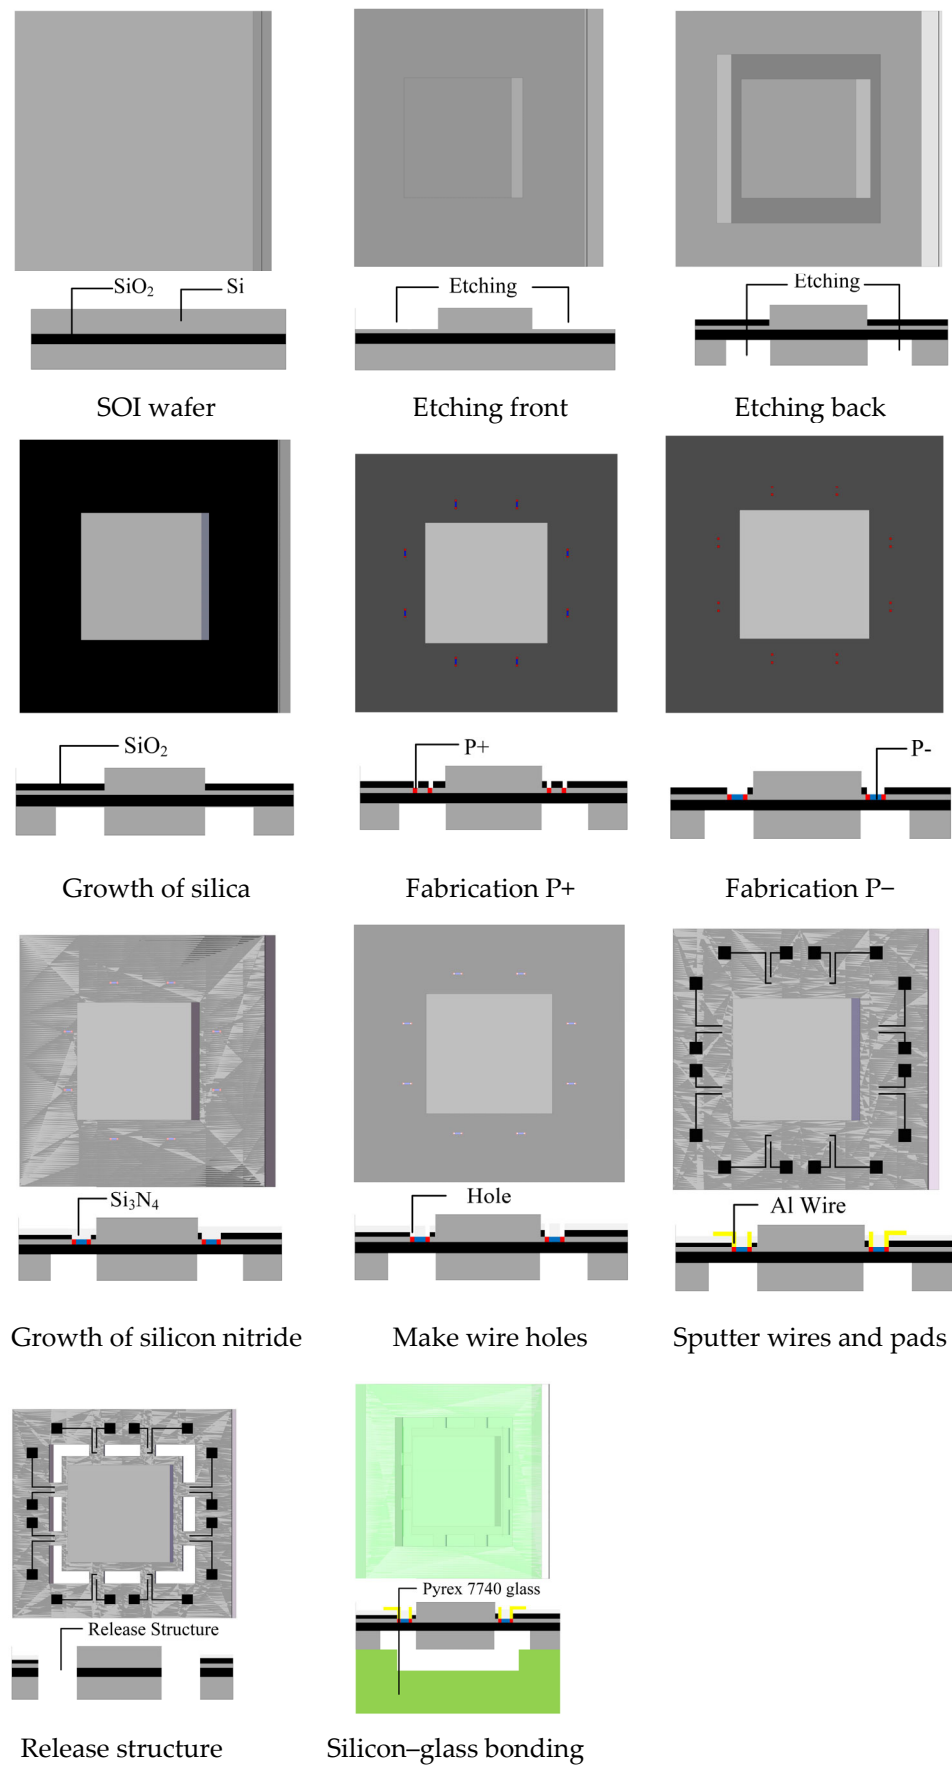 SiO₂ Si
Etching
Etching
SOI wafer
Etching front
Etching back
SiO₂
P+
P-
Growth of silica
Fabrication P+
Fabrication P−
Si₃N₄
Hole
Al Wire
Growth of silicon nitride
Make wire holes
Sputter wires and pads
Release Structure
Pyrex 7740 glass
Release structure
Silicon–glass bonding